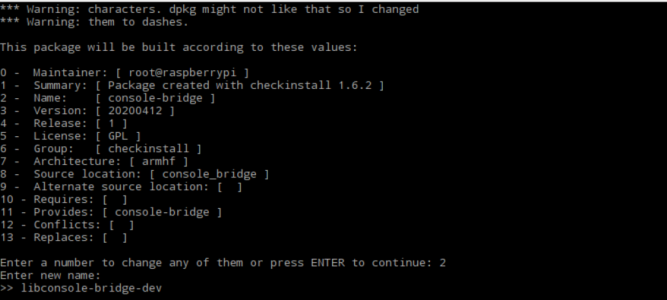 *** Warning: characters. dpkg might not like that so I changed
*** Warning: them to dashes.
This package will be built according to these values:
0 -  Maintainer: [ root@raspberrypi ]
1 -  Summary: [ Package created with checkinstall 1.6.2 ]
2 -  Name:    [ console-bridge ]
3 -  Version: [ 20200412 ]
4 -  Release: [ 1 ]
5 -  License: [ GPL ]
6 -  Group:   [ checkinstall ]
7 -  Architecture: [ armhf ]
8 -  Source location: [ console_bridge ]
9 -  Alternate source location: [  ]
10 - Requires: [  ]
11 - Provides: [ console-bridge ]
12 - Conflicts: [  ]
13 - Replaces: [  ]
Enter a number to change any of them or press ENTER to continue: 2
Enter new name:
>> libconsole-bridge-dev